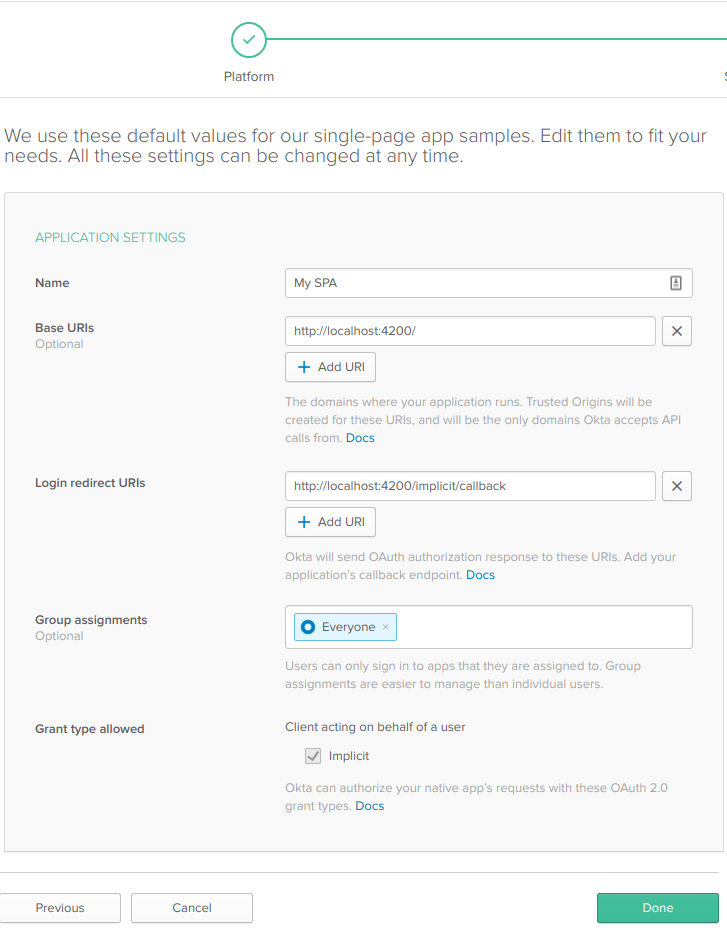 Platform
We use these default values for our single-page app samples. Edit them to fit your
needs. All these settings can be changed at any time.
APPLICATION SETTINGS
Name
My SPA
Base URIs
Optional
http://localhost:4200/
Add URI
The domains where your application runs. Trusted Origins will be
created for these URIs, and will be the only domains Okta accepts API
calls from. Docs
Login redirect URIs
http://localhost:4200/implicit/callback
Add URI
Okta will send OAuth authorization response to these URIs. Add your
application's callback endpoint. Docs
Group assignments
Optional
Everyone ×
Users can only sign in to apps that they are assigned to. Group
assignments are easier to manage than individual users.
Grant type allowed
Client acting on behalf of a user
Implicit
Okta can authorize your native app's requests with these OAuth 2.0
grant types. Docs
Previous
Cancel
Done